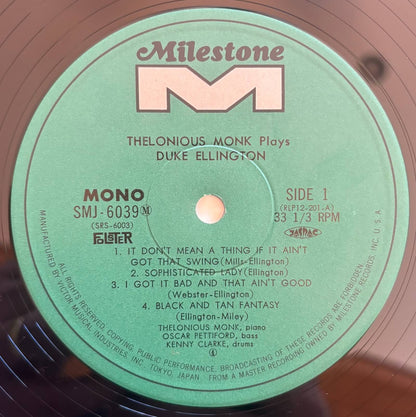 Milestone
M
THELONIOUS MONK Plays
DUKE ELLINGTON
MONO
SMJ-6039 M
(SRS-6003)
POLSTER
SIDE 1
(RLP12-201-A)
33 1/3 RPM
1. IT DON'T MEAN A THING IF IT AIN'T
GOT THAT SWING (Mills-Ellington)
2. SOPHISTICATED LADY (Ellington)
3. I GOT IT BAD AND THAT AIN'T GOOD
(Webster-Ellington)
4. BLACK AND TAN FANTASY
(Ellington-Miley)
THELONIOUS MONK, piano
OSCAR PETTIFORD, bass
KENNY CLARKE, drums
④
ALL RIGHTS RESERVED. COPYING, PUBLIC PERFORMANCE, BROADCASTING OF THESE RECORD ARE FORBIDDEN.
MANUFACTURED BY VICTOR MUSICAL INDUSTRIES, INC. TOKYO, JAPAN - FROM A MASTER RECORDING OWNED BY MILESTONE RECORDS, INC. U. S. A.